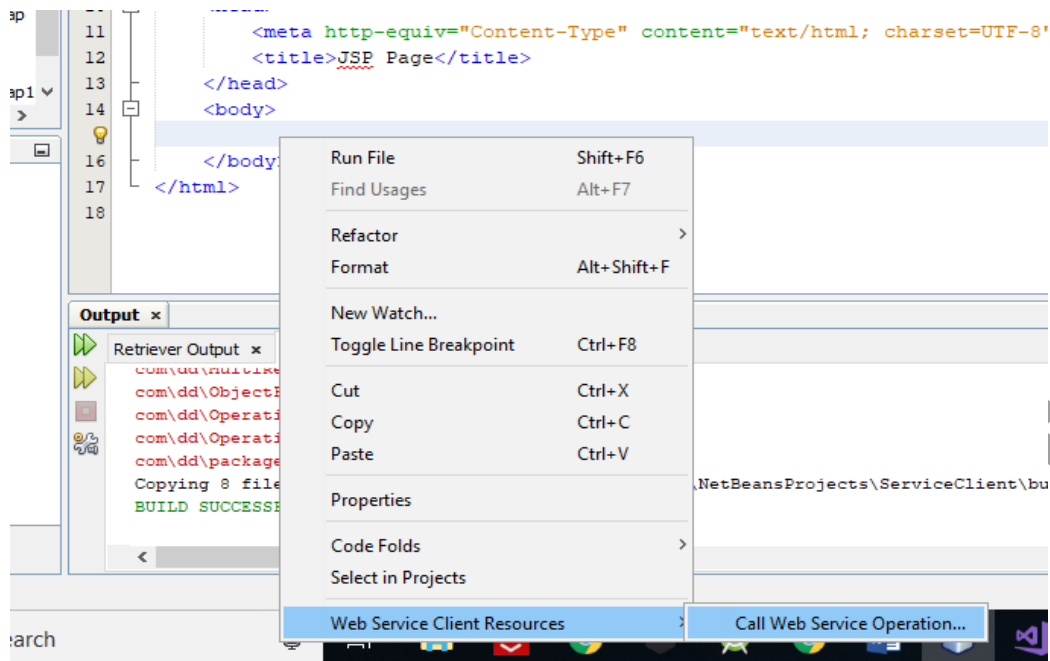 11 <meta http-equiv="Content-Type" content="text/html; charset=UTF-8"
12 <title>JSP Page</title>
13 </head>
14 <body>
16 </body
17 </html>
18
Run File Shift+F6
Find Usages Alt+F7
Refactor
Format Alt+Shift+F
New Watch...
Toggle Line Breakpoint Ctrl+F8
Cut Ctrl+X
Copy Ctrl+C
Paste Ctrl+V
Properties
Code Folds
Select in Projects
Web Service Client Resources
Call Web Service Operation...
Output
Retriever Output
com\dd\ObjectF
com\dd\Operati
com\dd\Operati
com\dd\package
Copying 8 file
\NetBeansProjects\ServiceClient\bu
BUILD SUCCESSF
earch